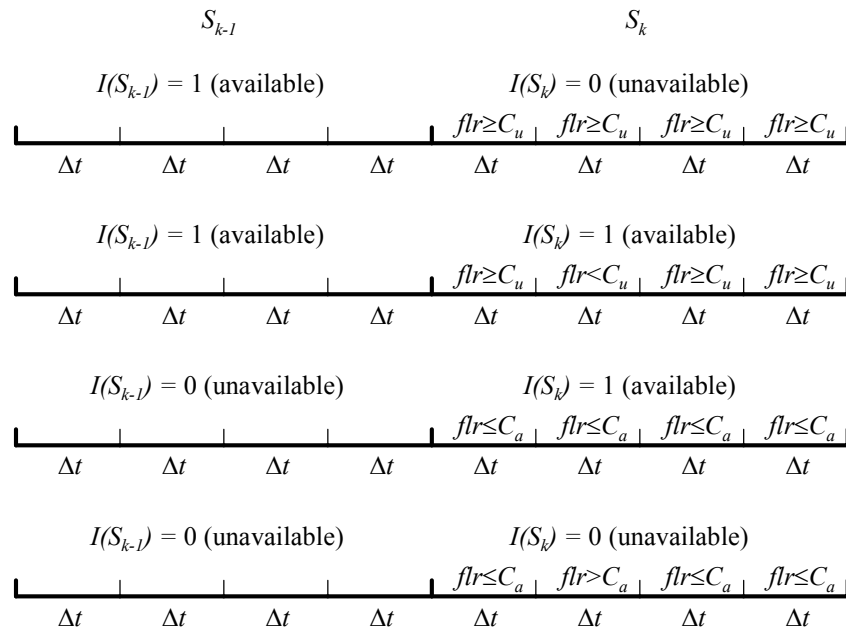 S_{k-1} S_k
I(S_{k-1}) = 1 (available) I(S_k) = 0 (unavailable)
flr≥C_u flr≥C_u flr≥C_u flr≥C_u
Δt Δt Δt Δt Δt Δt Δt Δt
I(S_{k-1}) = 1 (available) I(S_k) = 1 (available)
flr≥C_u flr<C_u flr≥C_u flr≥C_u
Δt Δt Δt Δt Δt Δt Δt Δt
I(S_{k-1}) = 0 (unavailable) I(S_k) = 1 (available)
flr≤C_a flr≤C_a flr≤C_a flr≤C_a
Δt Δt Δt Δt Δt Δt Δt Δt
I(S_{k-1}) = 0 (unavailable) I(S_k) = 0 (unavailable)
flr≤C_a flr>C_a flr≤C_a flr≤C_a
Δt Δt Δt Δt Δt Δt Δt Δt